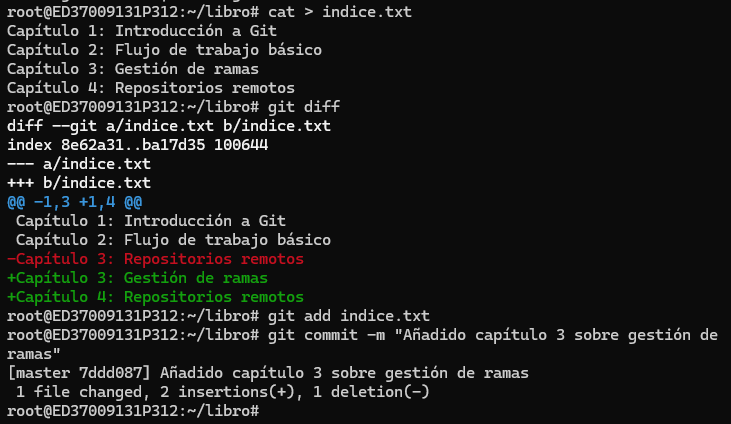 root@ED37009131P312:~/libro# cat > indice.txt
Capítulo 1: Introducción a Git
Capítulo 2: Flujo de trabajo básico
Capítulo 3: Gestión de ramas
Capítulo 4: Repositorios remotos
root@ED37009131P312:~/libro# git diff
diff --git a/indice.txt b/indice.txt
index 8e62a31..ba17d35 100644
--- a/indice.txt
+++ b/indice.txt
@@ -1,3 +1,4 @@
 Capítulo 1: Introducción a Git
 Capítulo 2: Flujo de trabajo básico
-Capítulo 3: Repositorios remotos
+Capítulo 3: Gestión de ramas
+Capítulo 4: Repositorios remotos
root@ED37009131P312:~/libro# git add indice.txt
root@ED37009131P312:~/libro# git commit -m "Añadido capítulo 3 sobre gestión de
ramas"
[master 7ddd087] Añadido capítulo 3 sobre gestión de ramas
 1 file changed, 2 insertions(+), 1 deletion(-)
root@ED37009131P312:~/libro#